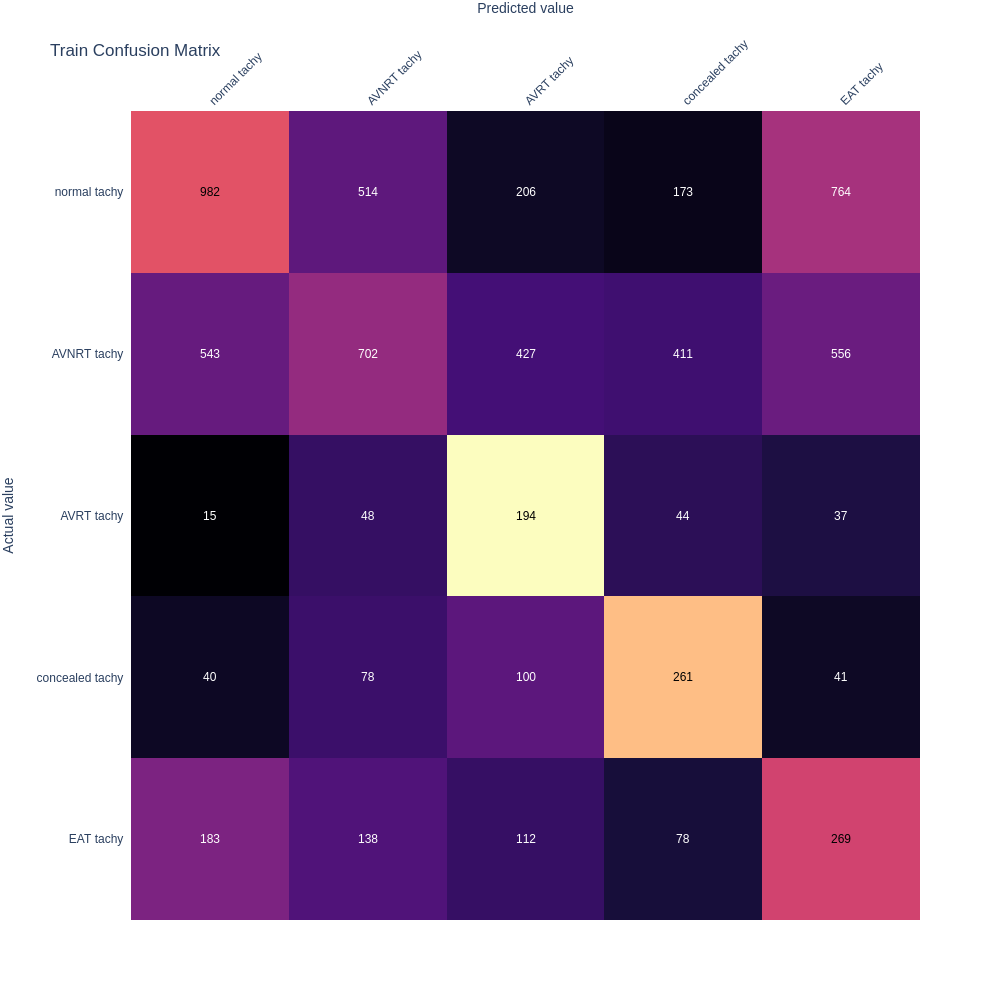 Predicted value
Train Confusion Matrix
normal tachy
AVNRT tachy
AVRT tachy
concealed tachy
EAT tachy
normal tachy 982 514 206 173 764
AVNRT tachy 543 702 427 411 556
Actual value
AVRT tachy 15 48 194 44 37
concealed tachy 40 78 100 261 41
EAT tachy 183 138 112 78 269